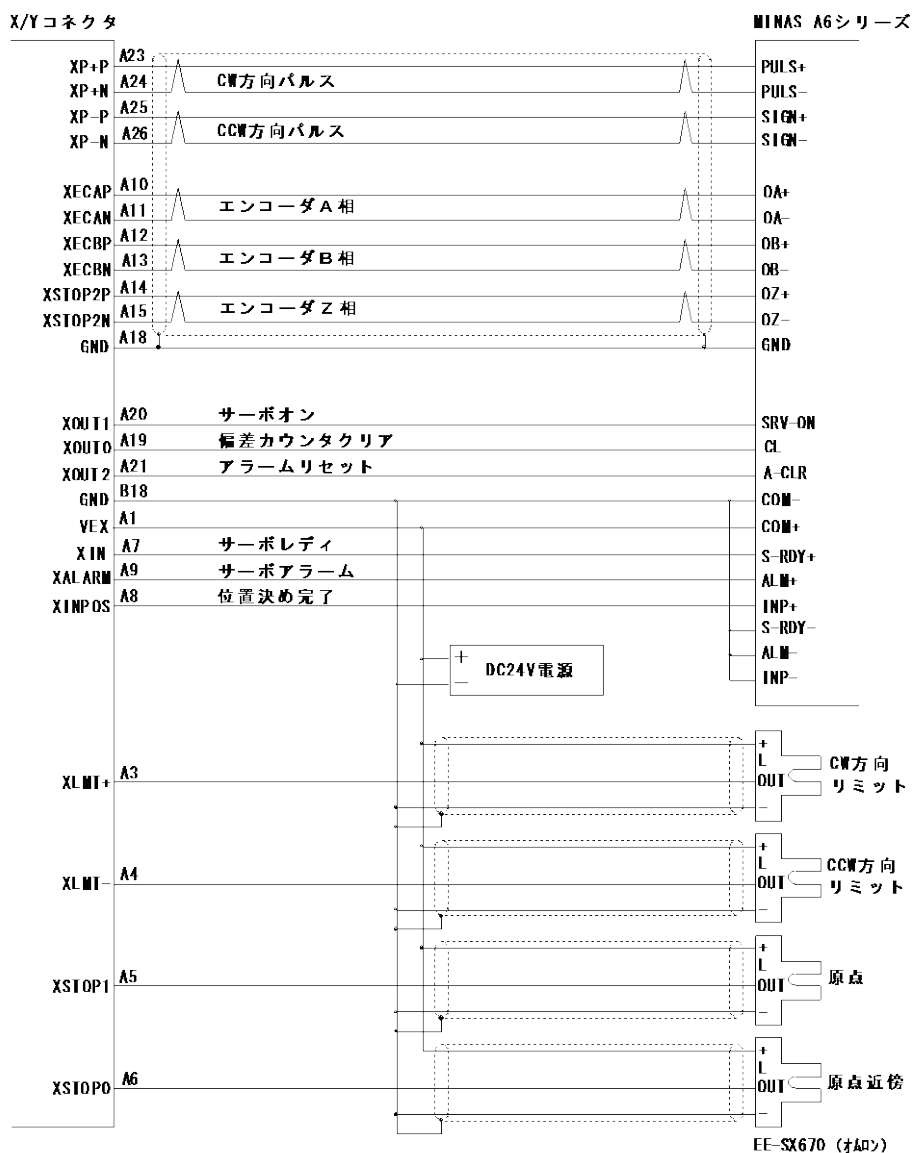 X/Yコネクタ MINAS A6シリーズ
XP+P A23 PULS+
XP+N A24 CW方向パルス PULS-
XP-P A25 SIGN+
XP-N A26 CCW方向パルス SIGN-
XECAP A10 OA+
XECAN A11 エンコーダA相 OA-
XECBP A12 OB+
XECBN A13 エンコーダB相 OB-
XSTOP2P A14 OZ+
XSTOP2N A15 エンコーダZ相 OZ-
GND A18 GND
XOUT1 A20 サーボオン SRV-ON
XOUT0 A19 偏差カウンタクリア CL
XOUT2 A21 アラームリセット A-CLR
GND B18 COM-
VEX A1 COM+
XIN A7 サーボレディ S-RDY+
XALARM A9 サーボアラーム ALM+
XINPOS A8 位置決め完了 INP+
S-RDY-
+ ALM-
- DC24V電源 INP-
+
L CW方向
XLMT+ A3 OUT リミット
-
+
L CCW方向
XLMT- A4 OUT リミット
-
+
L
XSTOP1 A5 OUT 原点
-
+
L
XSTOP0 A6 OUT 原点近傍
-
EE-SX670 (オムロン)